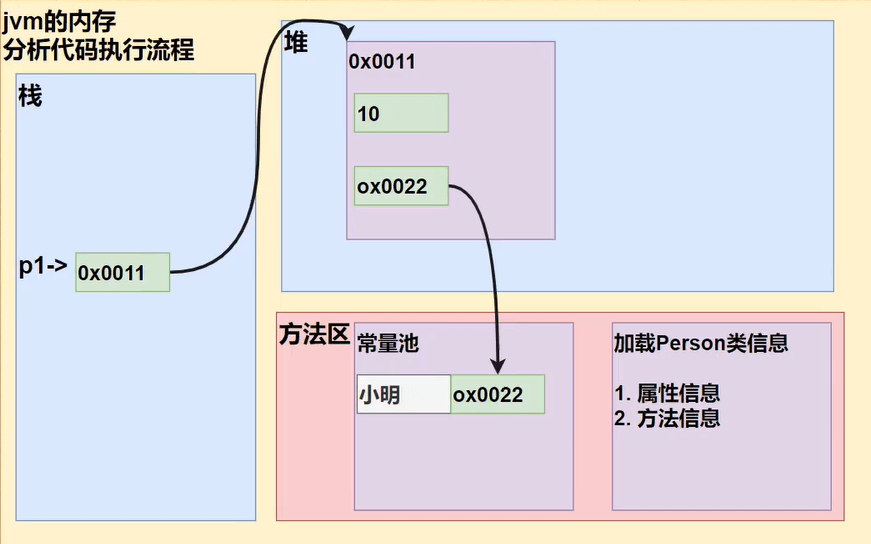 jvm的内存
分析代码执行流程
栈
p1-> 0x0011
堆
0x0011
10
ox0022
方法区
常量池
小明 ox0022
加载Person类信息
1. 属性信息
2. 方法信息